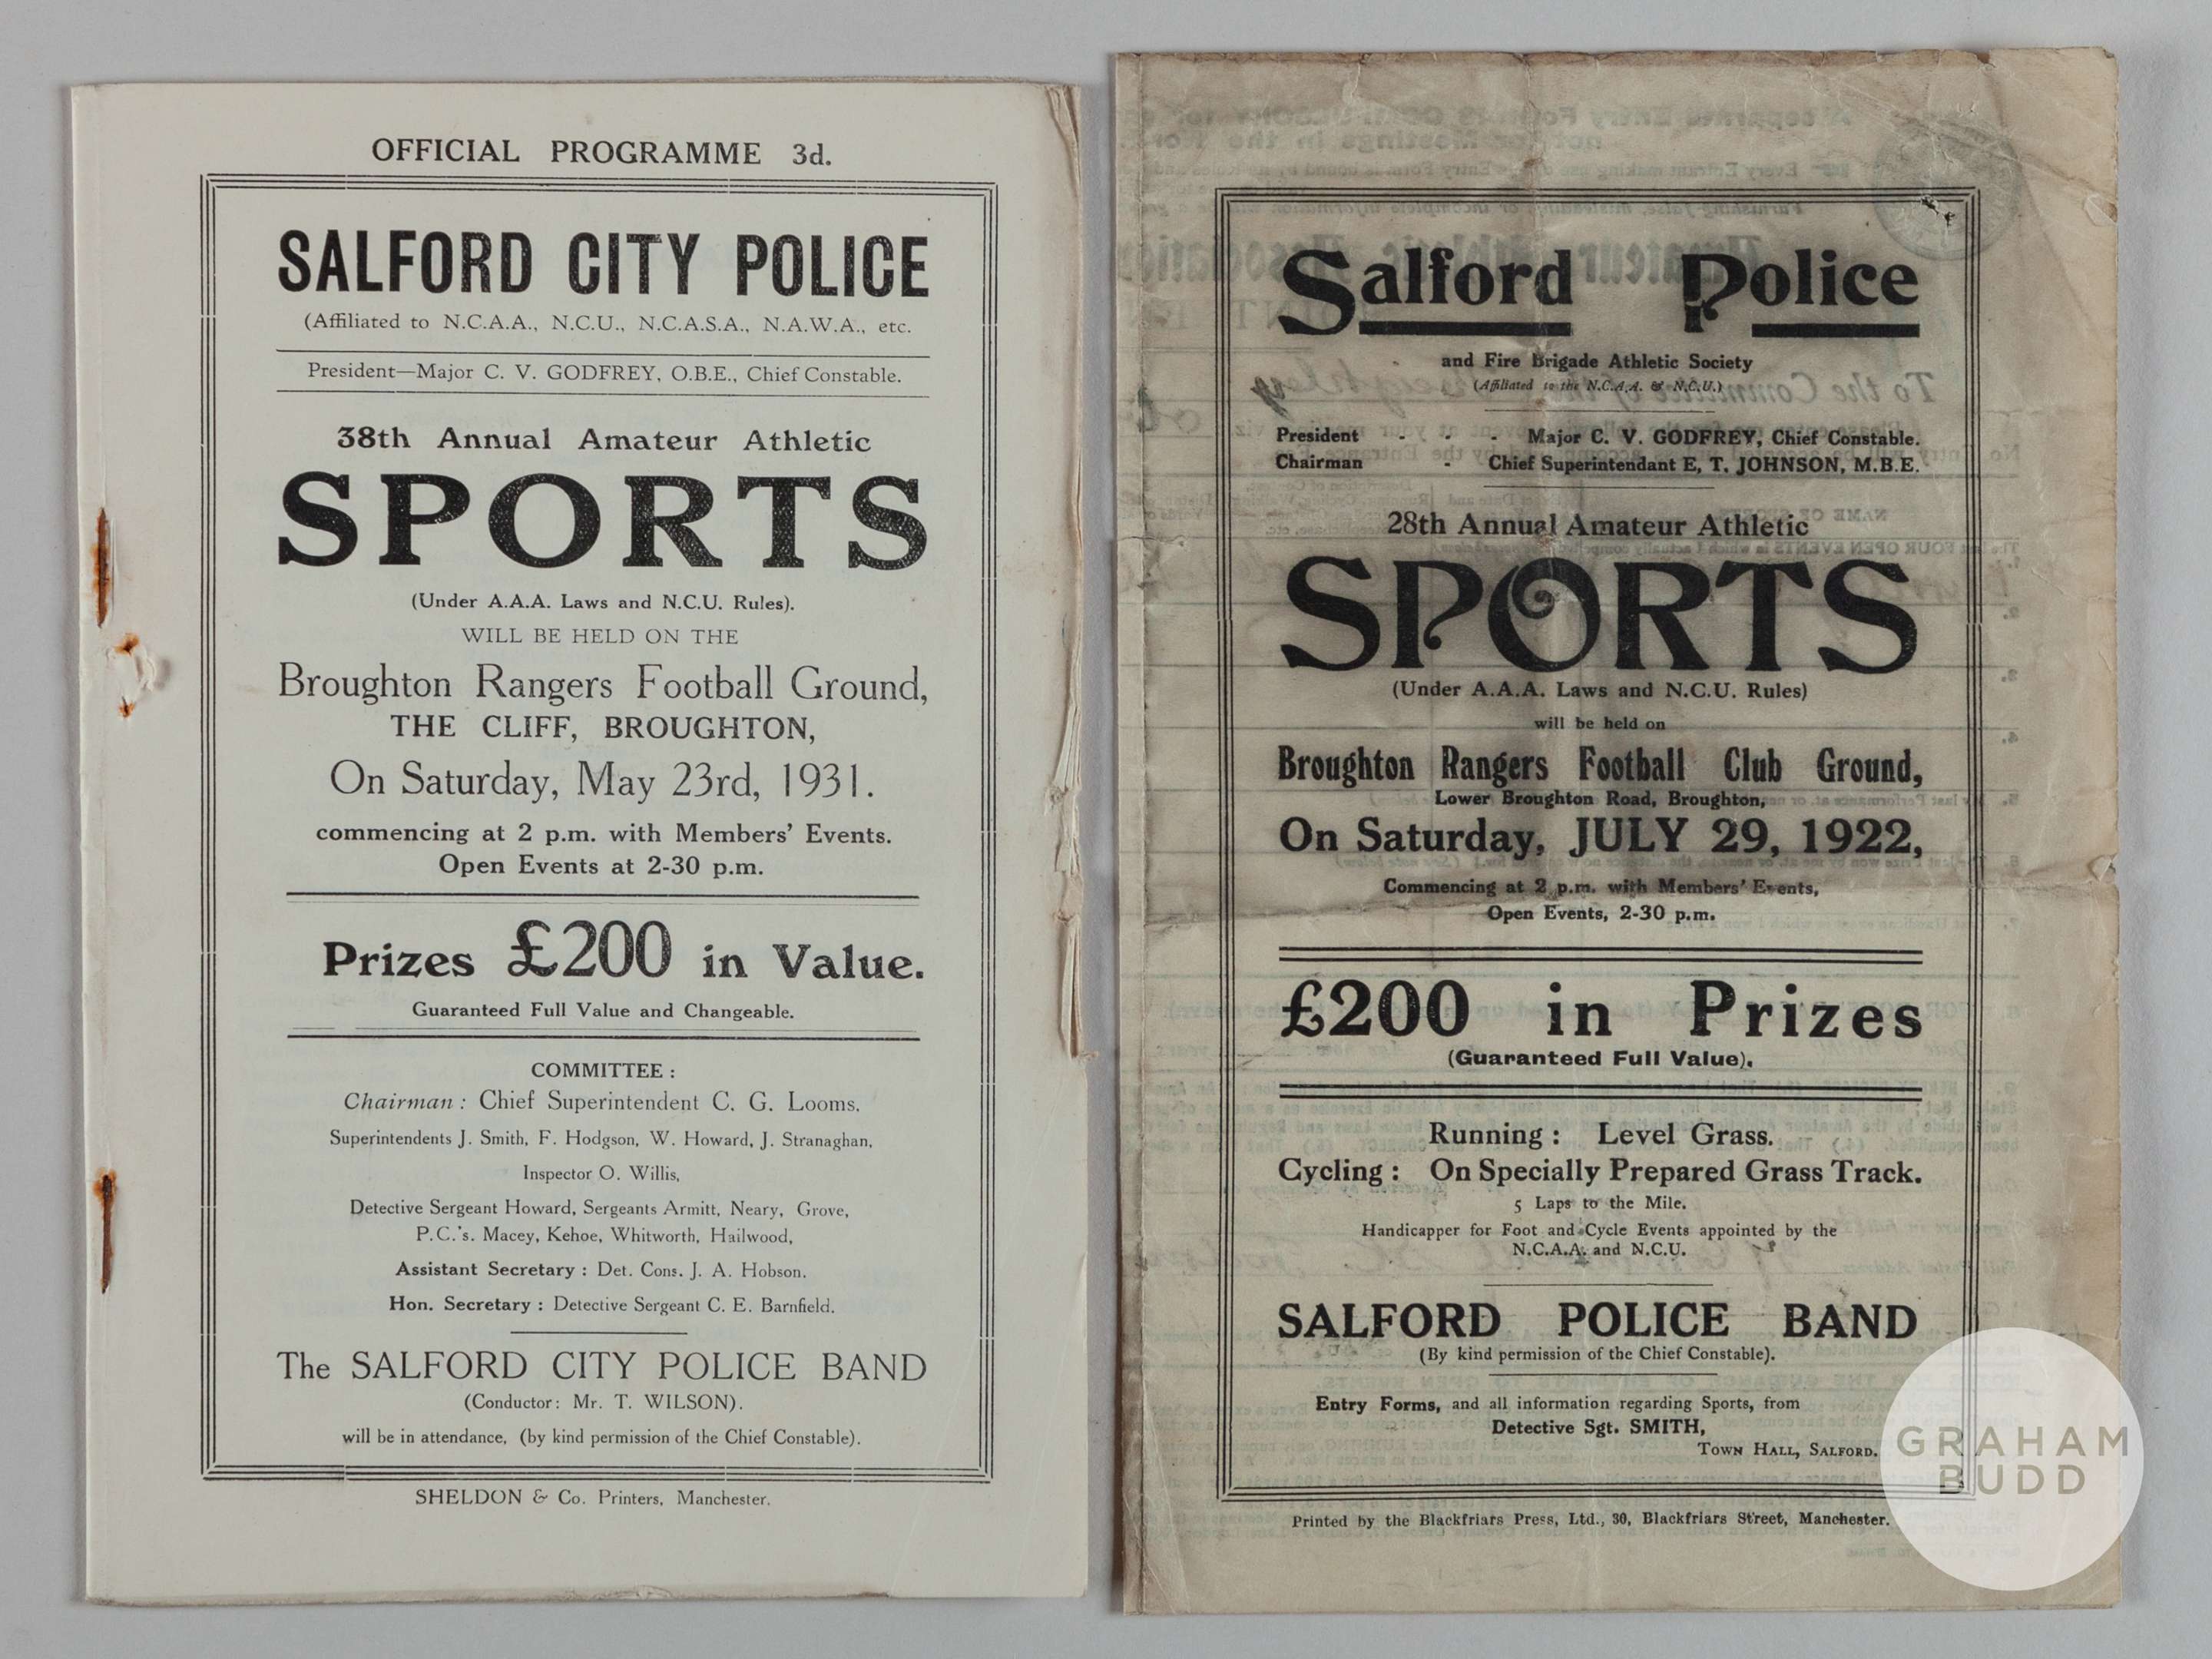 OFFICIAL PROGRAMME 3d.
SALFORD CITY POLICE
(Affiliated to N.C.A.A., N.C.U., N.C.A.S.A., N.A.W.A., etc.
President—Major C. V. GODFREY, O.B.E., Chief Constable.
38th Annual Amateur Athletic
SPORTS
(Under A.A.A. Laws and N.C.U. Rules).
WILL BE HELD ON THE
Broughton Rangers Football Ground,
THE CLIFF, BROUGHTON,
On Saturday, May 23rd, 1931.
commencing at 2 p.m. with Members' Events.
Open Events at 2-30 p.m.
Prizes £200 in Value.
Guaranteed Full Value and Changeable.
COMMITTEE :
Chairman : Chief Superintendent C. G. Looms.
Superintendents J. Smith, F. Hodgson, W. Howard, J. Stranaghan,
Inspector O. Willis,
Detective Sergeant Howard, Sergeants Armitt, Neary, Grove,
P.C.'s. Macey, Kehoe, Whitworth, Hailwood,
Assistant Secretary : Det. Cons. J. A. Hobson.
Hon. Secretary : Detective Sergeant C. E. Barnfield.
The SALFORD CITY POLICE BAND
(Conductor: Mr. T. WILSON).
will be in attendance, (by kind permission of the Chief Constable).
SHELDON & Co. Printers, Manchester.
Salford Police
and Fire Brigade Athletic Society
(Affiliated to the N.C.A.A. & N.C.U.)
President - - - Major C. V. GODFREY, Chief Constable.
Chairman - Chief Superintendant E, T. JOHNSON, M.B.E.
28th Annual Amateur Athletic
SPORTS
(Under A.A.A. Laws and N.C.U. Rules)
will be held on
Broughton Rangers Football Club Ground,
Lower Broughton Road, Broughton,
On Saturday, JULY 29, 1922,
Commencing at 2 p.m. with Members' Events,
Open Events, 2-30 p.m.
£200 in Prizes
(Guaranteed Full Value).
Running : Level Grass.
Cycling : On Specially Prepared Grass Track.
5 Laps to the Mile.
Handicapper for Foot and Cycle Events appointed by the
N.C.A.A. and N.C.U.
SALFORD POLICE BAND
(By kind permission of the Chief Constable).
Entry Forms, and all information regarding Sports, from
Detective Sgt. SMITH,
TOWN HALL, SALFORD.
Printed by the Blackfriars Press, Ltd., 30, Blackfriars Street, Manchester.
GRAHAM
BUDD